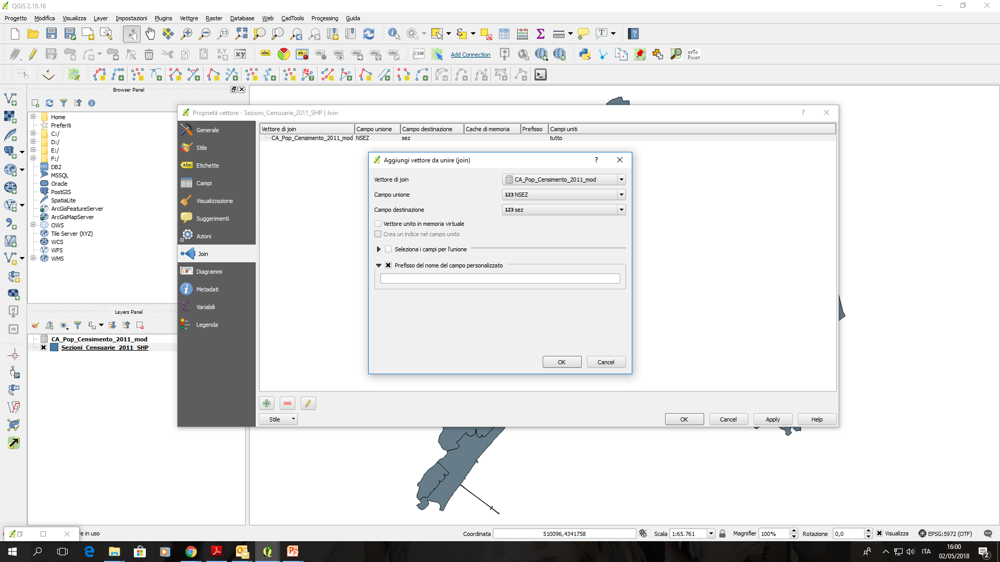 QGIS 2.18.16
Progetto Modifica Visualizza Layer Impostazioni Plugins Vettore Raster Database Web CadTools Processing Guida
CSW Add Connection xyTo Point
Browser Panel
Home
Preferiti
C:/
D:/
E:/
F:/
DB2
MSSQL
Oracle
PostGIS
SpatiaLite
ArcGisFeatureServer
ArcGisMapServer
OWS
Tile Server (XYZ)
WCS
WFS
WMS
Layers Panel
CA_Pop_Censimento_2011_mod
Sezioni_Censuarie_2011_SHP
Proprietà vettore - Sezioni_Censuarie_2011_SHP | Join
Generale
Stile
Etichette
Campi
Visualizzazione
Suggerimenti
Azioni
Join
Diagrammi
Metadati
Variabili
Legenda
Vettore di join Campo unione Campo destinazione Cache di memoria Prefisso Campi uniti
CA_Pop_Censimento_2011_mod NSEZ sez tutto
Aggiungi vettore da unire (join)
Vettore di join CA_Pop_Censimento_2011_mod
Campo unione 123 NSEZ
Campo destinazione 123 sez
Vettore unito in memoria virtuale
Crea un indice nel campo unito
Seleziona i campi per l'unione
Prefisso del nome del campo personalizzato
OK Cancel
Stile
OK Cancel Apply Help
re in uso
Coordinata 510096,4341758 Scala 1:65.761 Magnifier 100% Rotazione 0,0 Visualizza EPSG:5972 (OTF)
ITA
16:00
02/05/2018
2